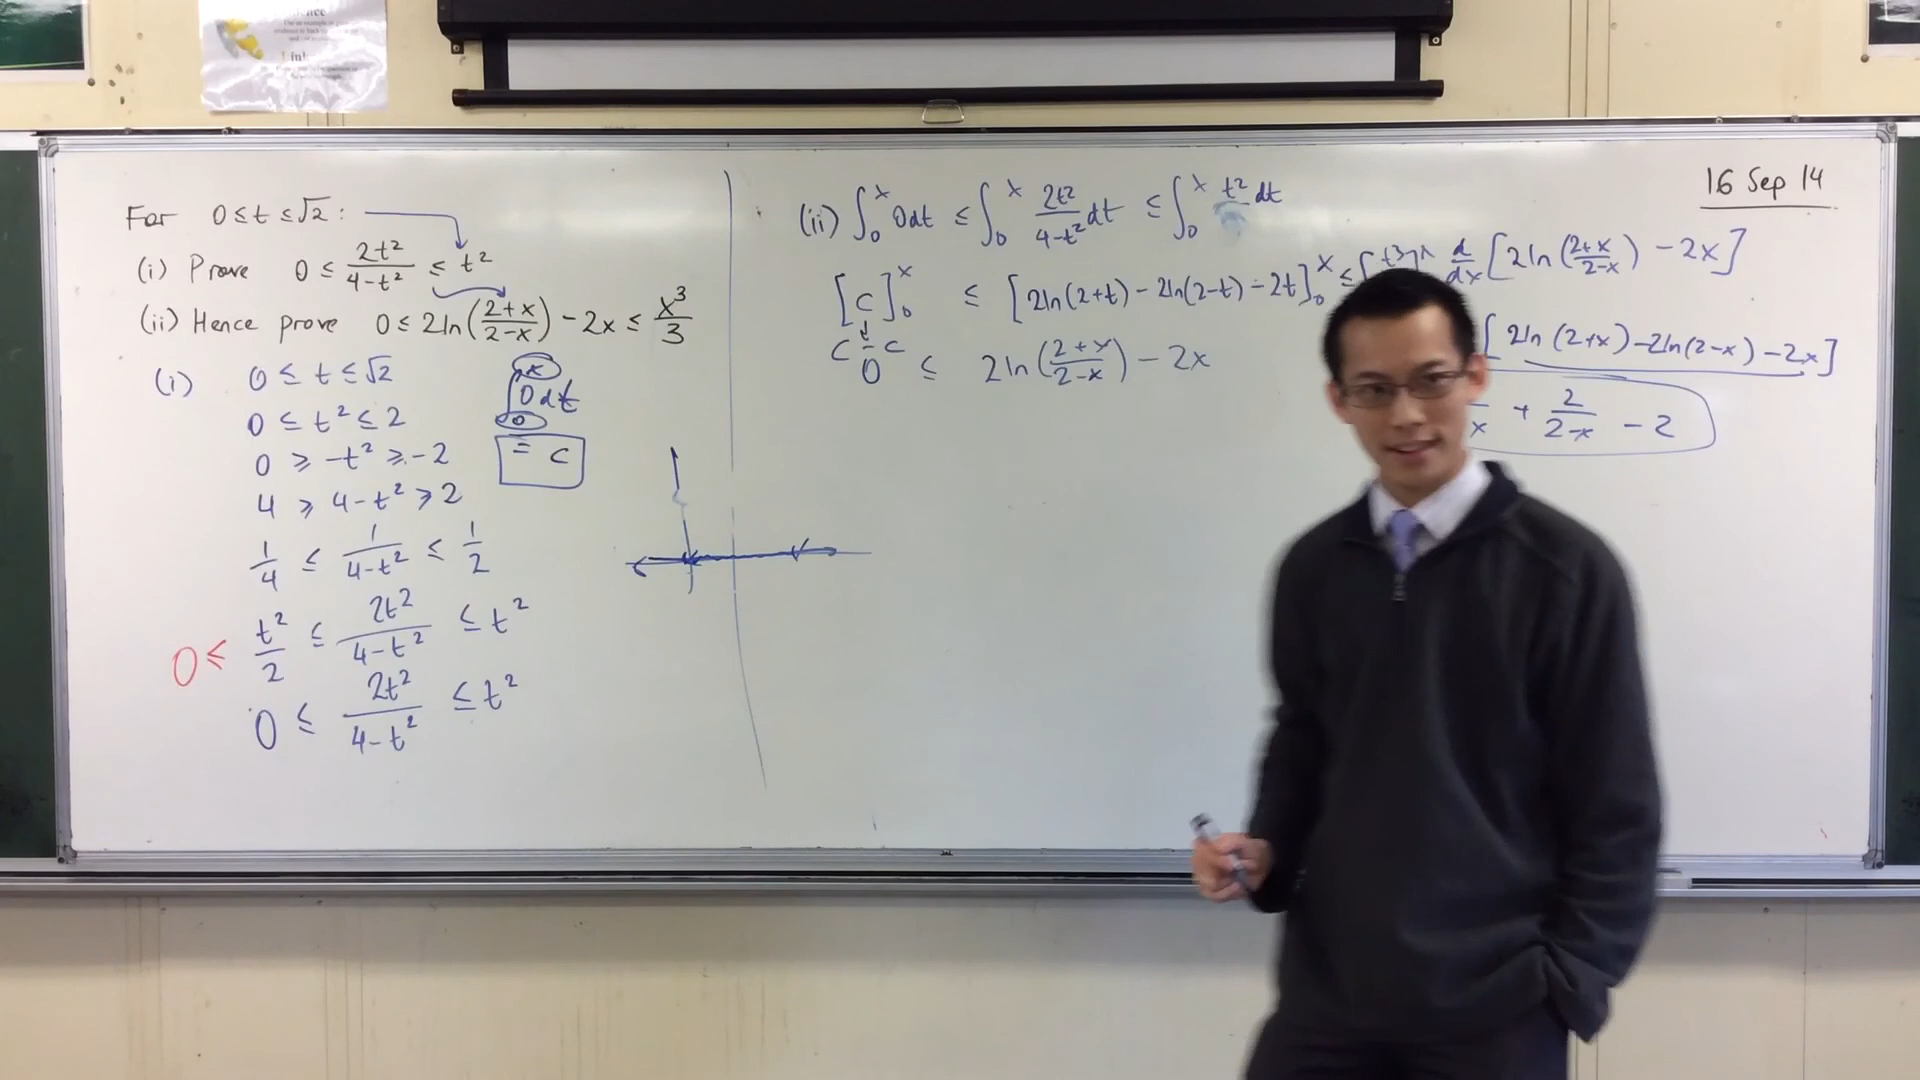 For 0 ≤ t ≤ √2 :
(i) Prove 0 ≤ 2t²/(4-t²) ≤ t²
(ii) Hence prove 0 ≤ 2ln((2+x)/(2-x)) - 2x ≤ x³/3
(i) 0 ≤ t ≤ √2
0 ≤ t² ≤ 2
0 ≥ -t² ≥ -2
4 ≥ 4-t² ≥ 2
1/4 ≤ 1/(4-t²) ≤ 1/2
0 ≤ t²/2 ≤ 2t²/(4-t²) ≤ t²
0 ≤ 2t²/(4-t²) ≤ t²
∫₀ˣ 0dt
= C
(ii) ∫₀ˣ 0dt ≤ ∫₀ˣ 2t²/(4-t²) dt ≤ ∫₀ˣ t² dt
[C]₀ˣ ≤ [2ln(2+t) - 2ln(2-t) - 2t]₀ˣ ≤
C - C
0 ≤ 2ln((2+x)/(2-x)) - 2x
16 Sep 14
d/dx [2ln((2+x)/(2-x)) - 2x]
[2ln(2+x) - 2ln(2-x) - 2x]
x + 2/(2-x) - 2